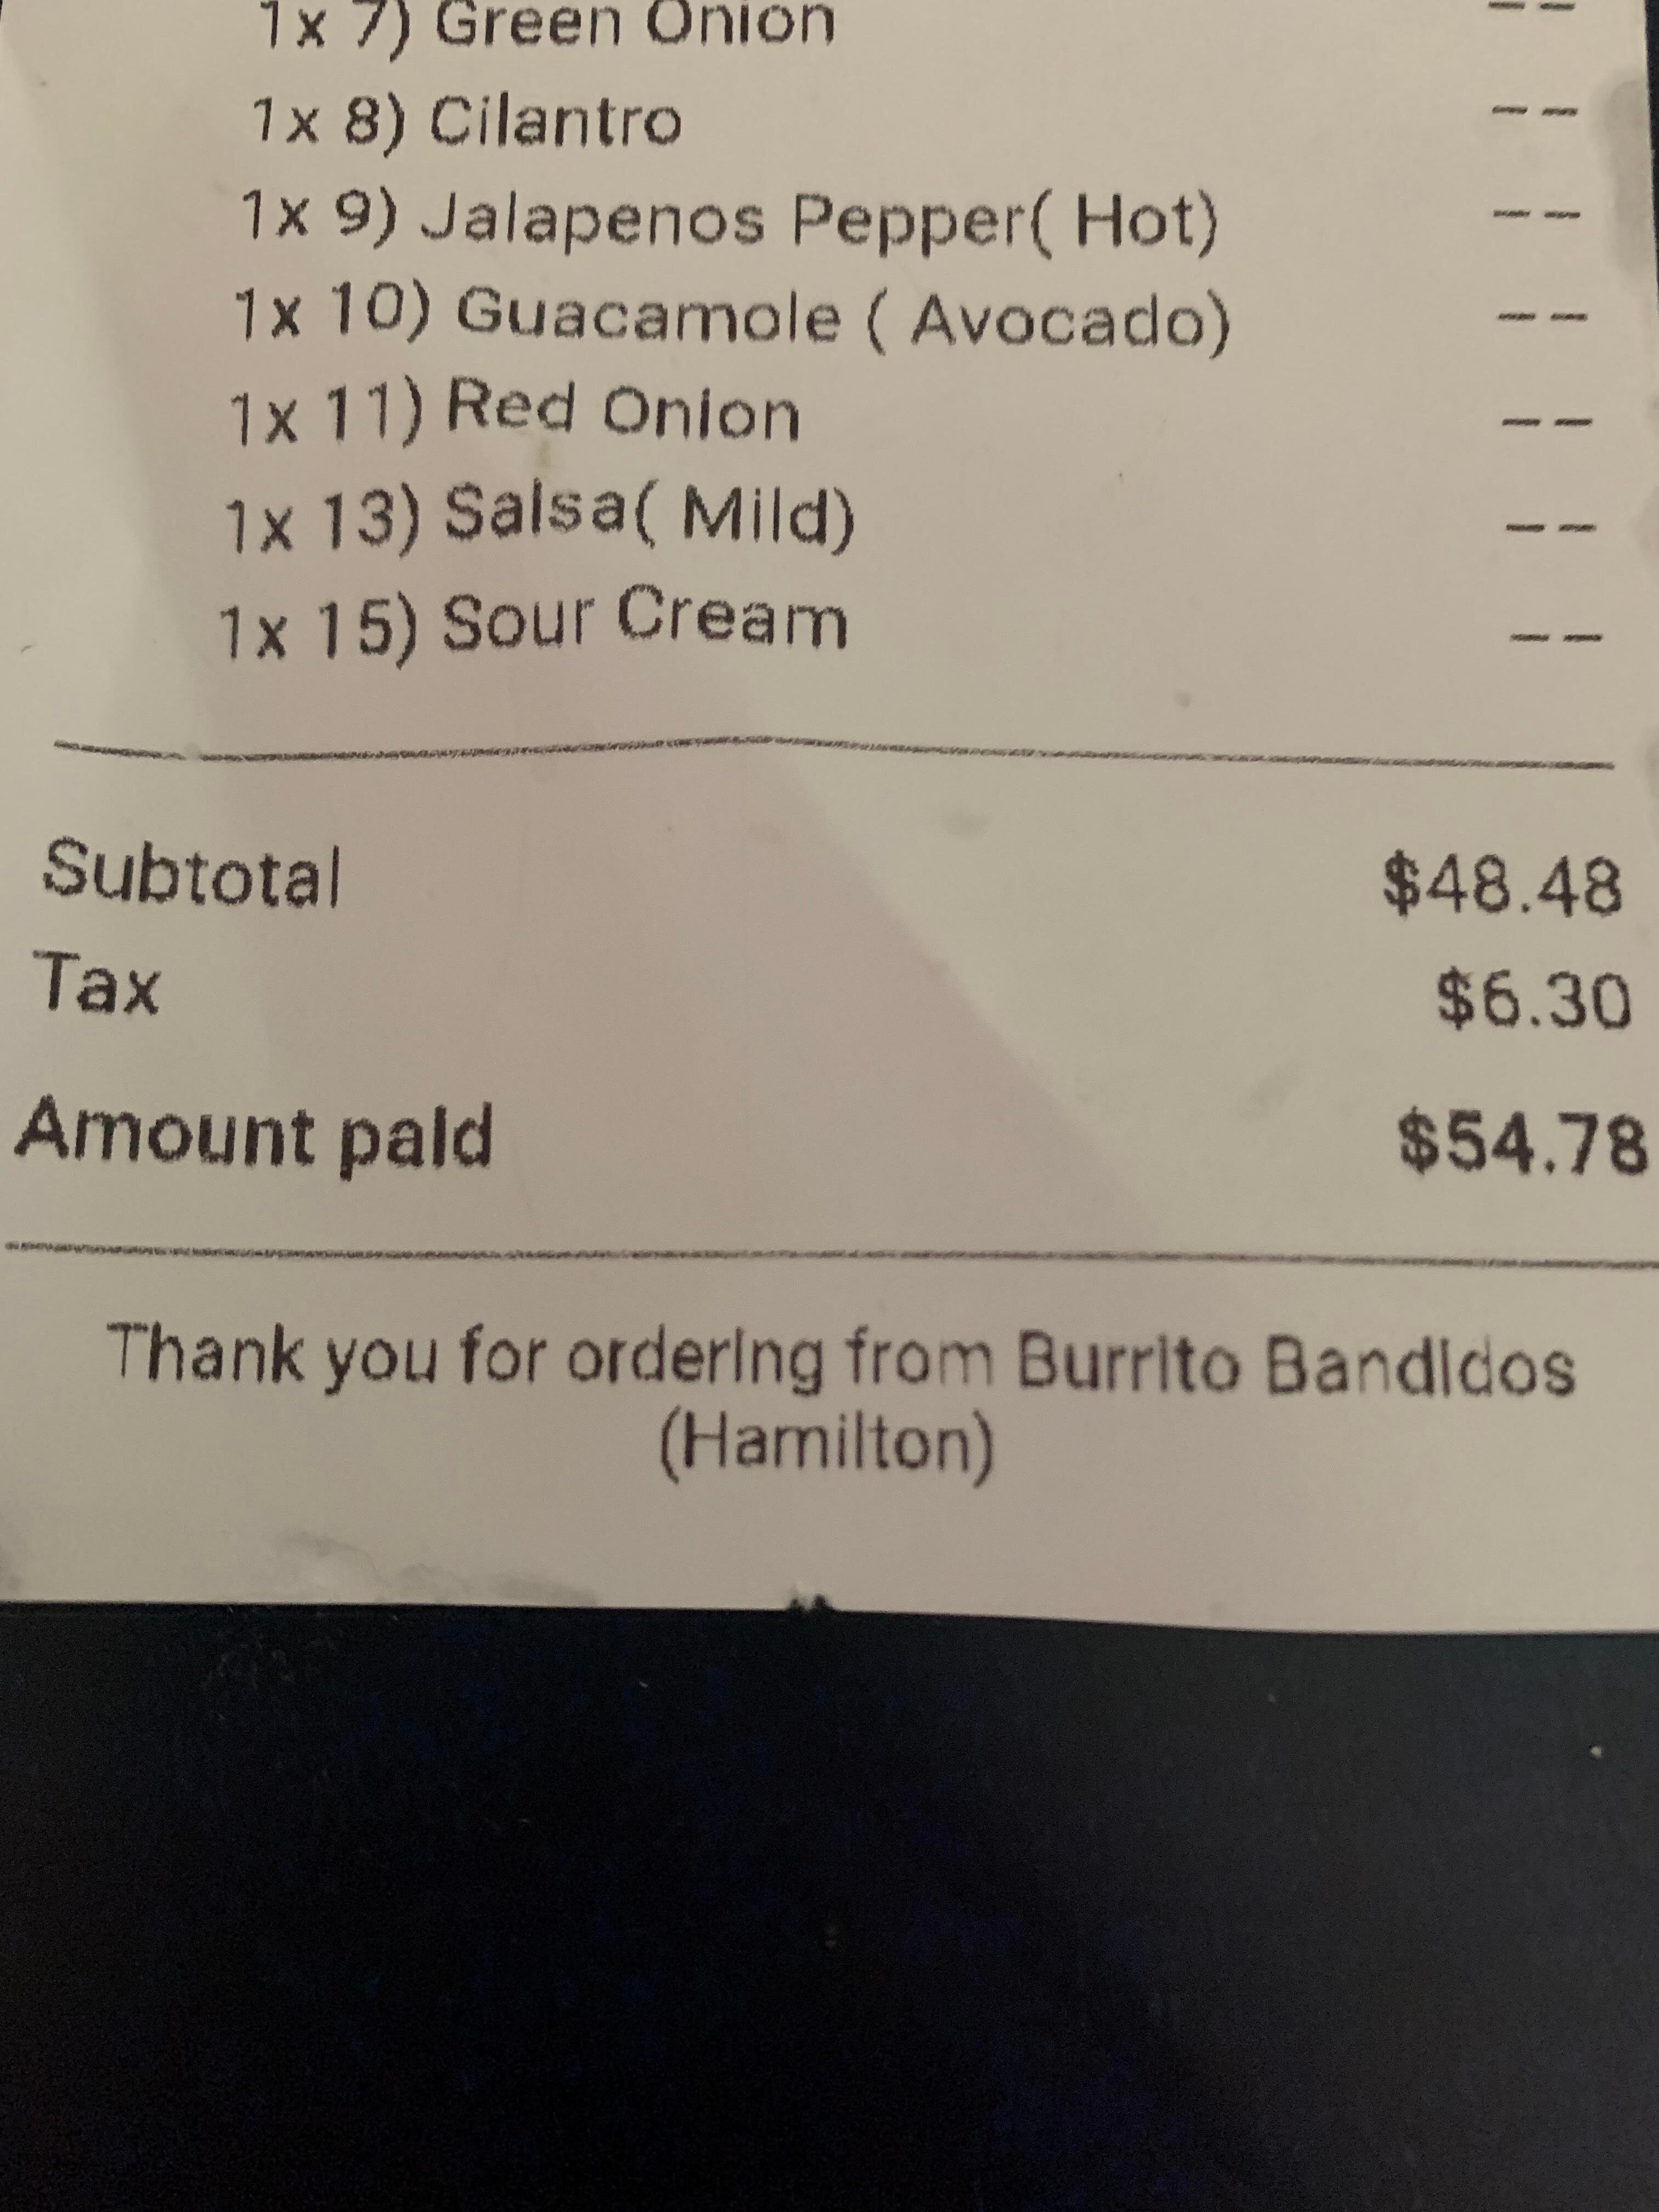 1x 7) Green Onion --
1x 8) Cilantro --
1x 9) Jalapenos Pepper( Hot) --
1x 10) Guacamole ( Avocado) --
1x 11) Red Onion --
1x 13) Salsa( Mild) --
1x 15) Sour Cream --
Subtotal $48.48
Tax $6.30
Amount paid $54.78
Thank you for ordering from Burrito Bandidos
(Hamilton)